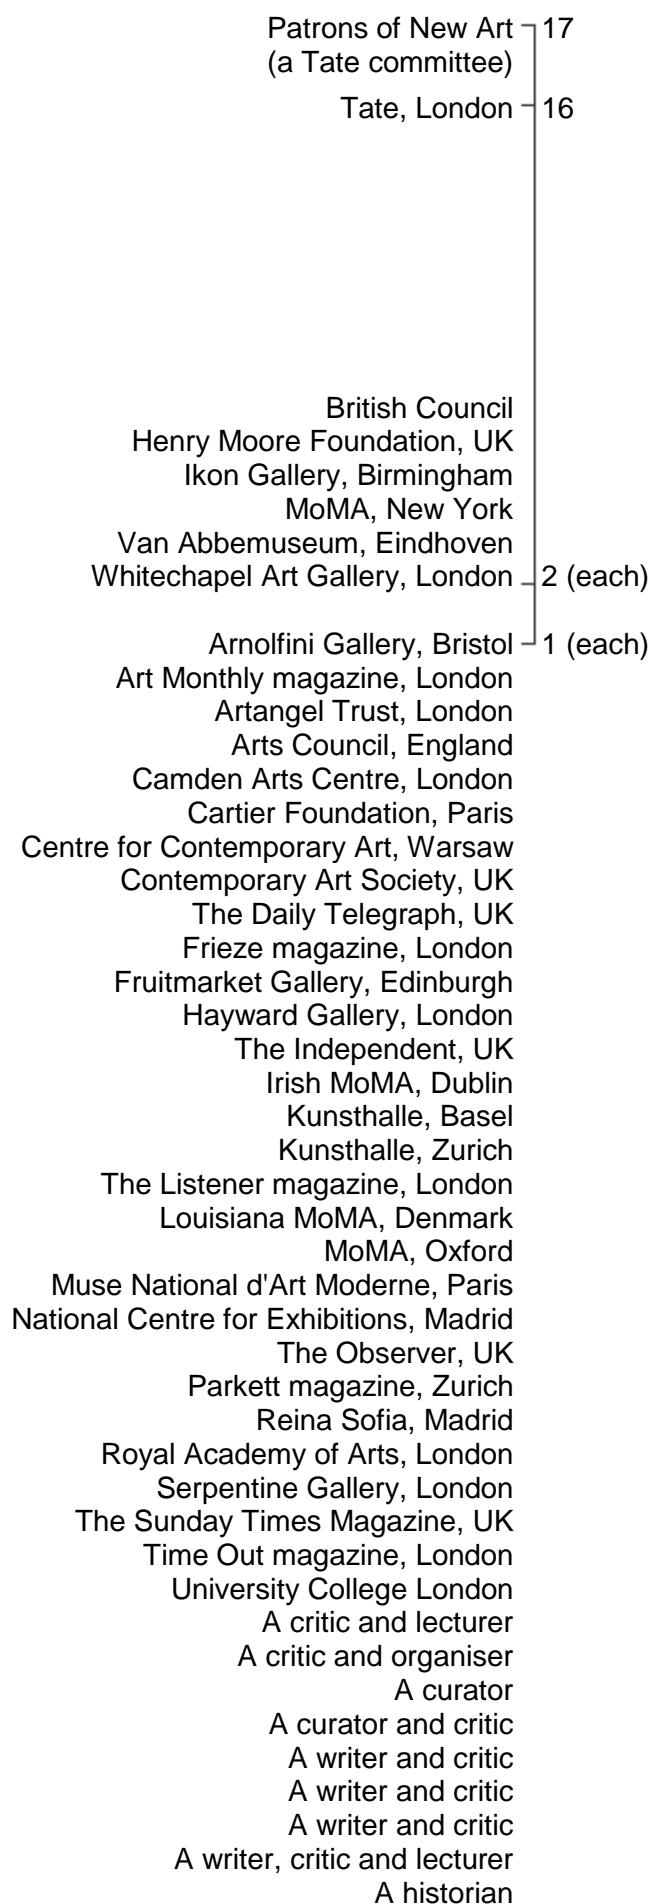 Patrons of New Art 17
(a Tate committee)
Tate, London 16
British Council
Henry Moore Foundation, UK
Ikon Gallery, Birmingham
MoMA, New York
Van Abbemuseum, Eindhoven
Whitechapel Art Gallery, London 2 (each)
Arnolfini Gallery, Bristol 1 (each)
Art Monthly magazine, London
Artangel Trust, London
Arts Council, England
Camden Arts Centre, London
Cartier Foundation, Paris
Centre for Contemporary Art, Warsaw
Contemporary Art Society, UK
The Daily Telegraph, UK
Frieze magazine, London
Fruitmarket Gallery, Edinburgh
Hayward Gallery, London
The Independent, UK
Irish MoMA, Dublin
Kunsthalle, Basel
Kunsthalle, Zurich
The Listener magazine, London
Louisiana MoMA, Denmark
MoMA, Oxford
Muse National d'Art Moderne, Paris
National Centre for Exhibitions, Madrid
The Observer, UK
Parkett magazine, Zurich
Reina Sofia, Madrid
Royal Academy of Arts, London
Serpentine Gallery, London
The Sunday Times Magazine, UK
Time Out magazine, London
University College London
A critic and lecturer
A critic and organiser
A curator
A curator and critic
A writer and critic
A writer and critic
A writer and critic
A writer, critic and lecturer
A historian